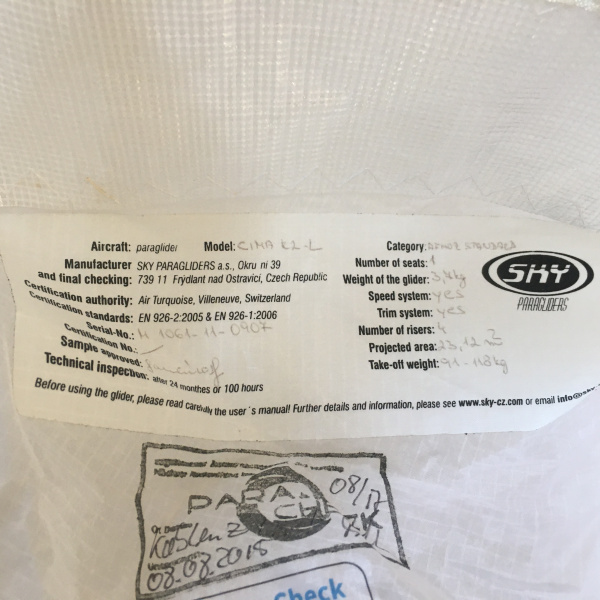 Aircraft: paraglider Model: CIMA K2-L
Manufacturer and final checking: SKY PARAGLIDERS a.s., Okru ni 39
739 11 Frýdlant nad Ostravicí, Czech Republic
Certification authority: Air Turquoise, Villeneuve, Switzerland
Certification standards: EN 926-2:2005 & EN 926-1:2006
Serial-No.: 1061-11-0907
Certification No.:
Sample approved:
Technical inspection: after 24 monthes or 100 hours
Category:
Number of seats: 1
Weight of the glider: 3,4kg
Speed system: YES
Trim system: YES
Number of risers: 4
Projected area: 23,12 m2
Take-off weight: 91-118kg
SKY
PARAGLIDERS
Before using the glider, please read carefully the user´s manual! Further details and information, please see www.sky-cz.com or email info@sky-
PARA
CHECK
08/17
Koblenz
08.08.2015
check